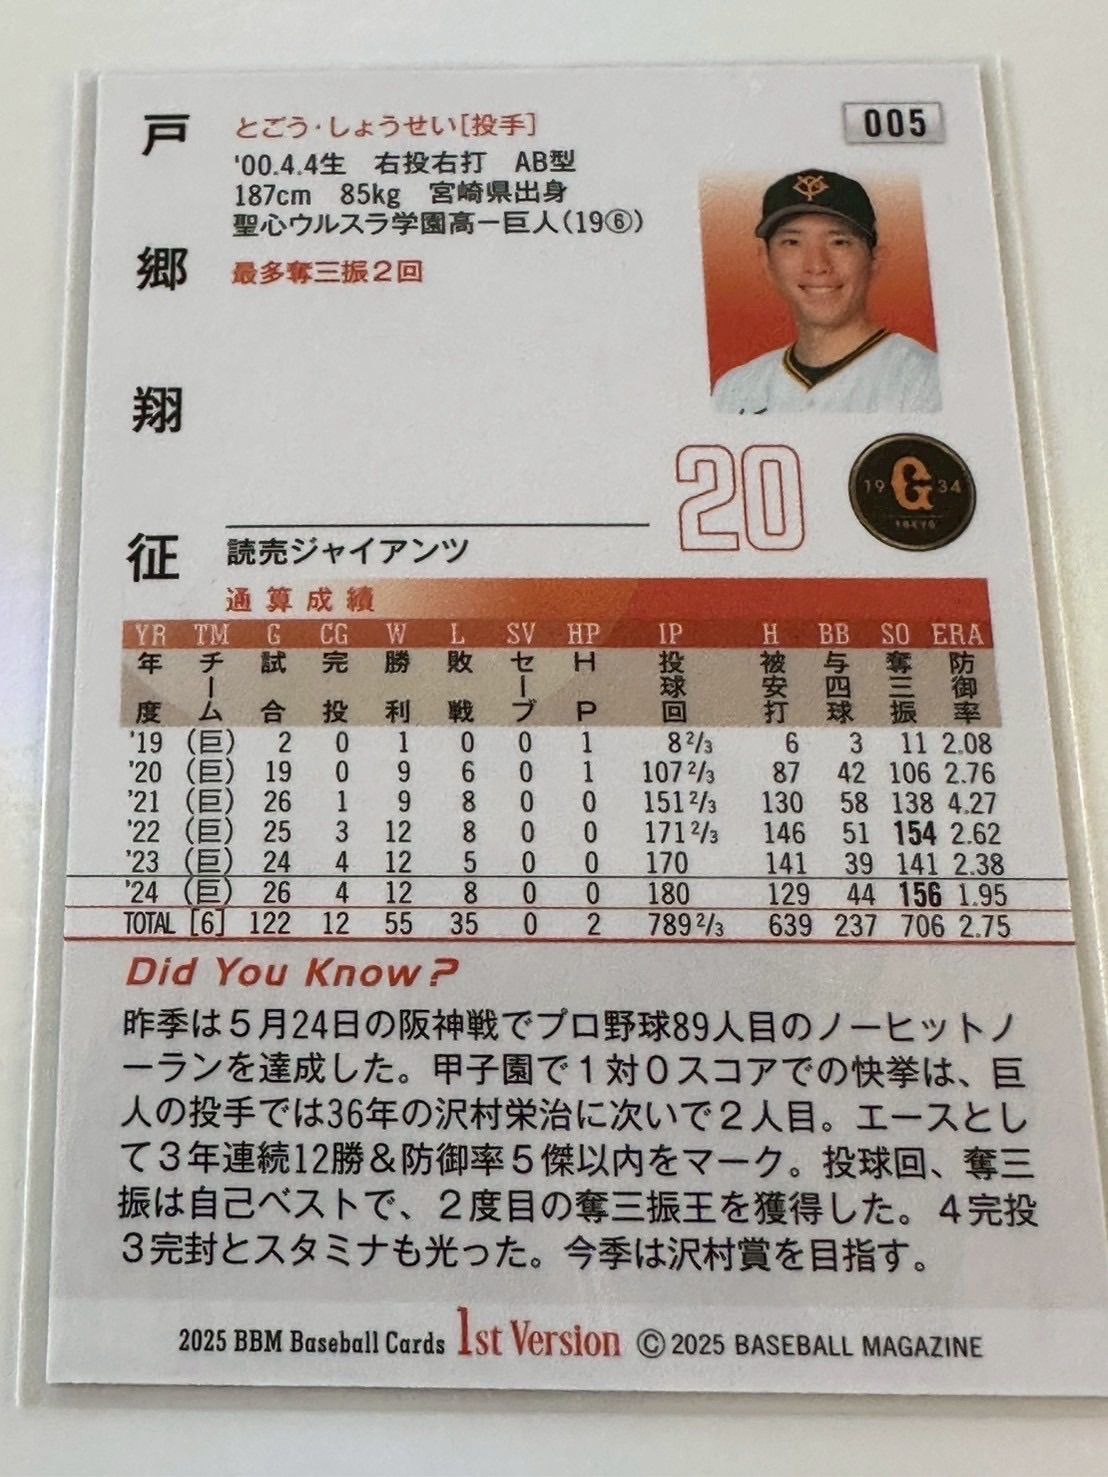 戸郷翔征
とごう・しょうせい[投手]
'00.4.4生 右投右打 AB型
187cm 85kg 宮崎県出身
聖心ウルスラ学園高ー巨人(19⑥)
最多奪三振2回
005
20
19 G 34
TOKYO
読売ジャイアンツ
通算成績
YR TM G CG W L SV HP IP H BB SO ERA
年度 チーム 試合 完投 勝利 敗戦 セーブ HP 投球回 被安打 与四球 奪三振 防御率
'19 (巨) 2 0 1 0 0 1 8 2/3 6 3 11 2.08
'20 (巨) 19 0 9 6 0 1 107 2/3 87 42 106 2.76
'21 (巨) 26 1 9 8 0 0 151 2/3 130 58 138 4.27
'22 (巨) 25 3 12 8 0 0 171 2/3 146 51 154 2.62
'23 (巨) 24 4 12 5 0 0 170 141 39 141 2.38
'24 (巨) 26 4 12 8 0 0 180 129 44 156 1.95
TOTAL [6] 122 12 55 35 0 2 789 2/3 639 237 706 2.75
Did You Know?
昨季は5月24日の阪神戦でプロ野球89人目のノーヒットノ
ーランを達成した。甲子園で1対0スコアでの快挙は、巨
人の投手では36年の沢村栄治に次いで2人目。エースとし
て3年連続12勝&防御率5傑以内をマーク。投球回、奪三
振は自己ベストで、2度目の奪三振王を獲得した。4完投
3完封とスタミナも光った。今季は沢村賞を目指す。
2025 BBM Baseball Cards 1st Version © 2025 BASEBALL MAGAZINE